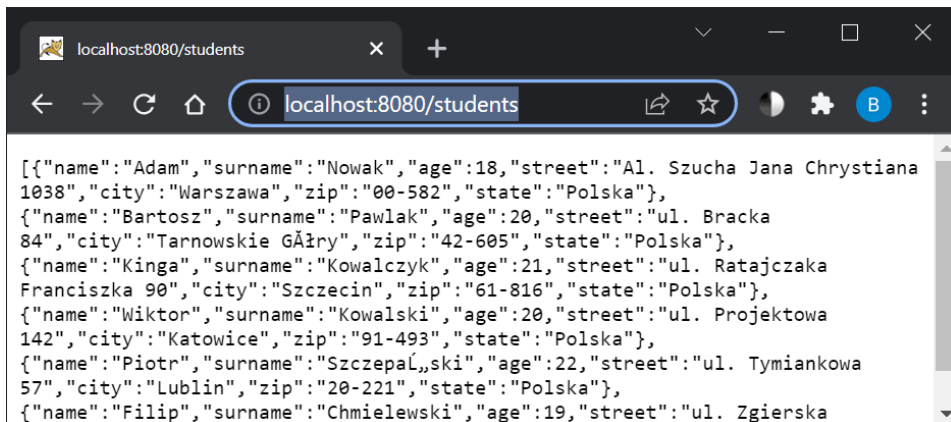 localhost:8080/students
localhost:8080/students
B
[{"name":"Adam","surname":"Nowak","age":18,"street":"Al. Szucha Jana Chrystiana
1038","city":"Warszawa","zip":"00-582","state":"Polska"},
{"name":"Bartosz","surname":"Pawlak","age":20,"street":"ul. Bracka
84","city":"Tarnowskie GĂłry","zip":"42-605","state":"Polska"},
{"name":"Kinga","surname":"Kowalczyk","age":21,"street":"ul. Ratajczaka
Franciszka 90","city":"Szczecin","zip":"61-816","state":"Polska"},
{"name":"Wiktor","surname":"Kowalski","age":20,"street":"ul. Projektowa
142","city":"Katowice","zip":"91-493","state":"Polska"},
{"name":"Piotr","surname":"SzczepaĹ„ski","age":22,"street":"ul. Tymiankowa
57","city":"Lublin","zip":"20-221","state":"Polska"},
{"name":"Filip","surname":"Chmielewski","age":19,"street":"ul. Zgierska